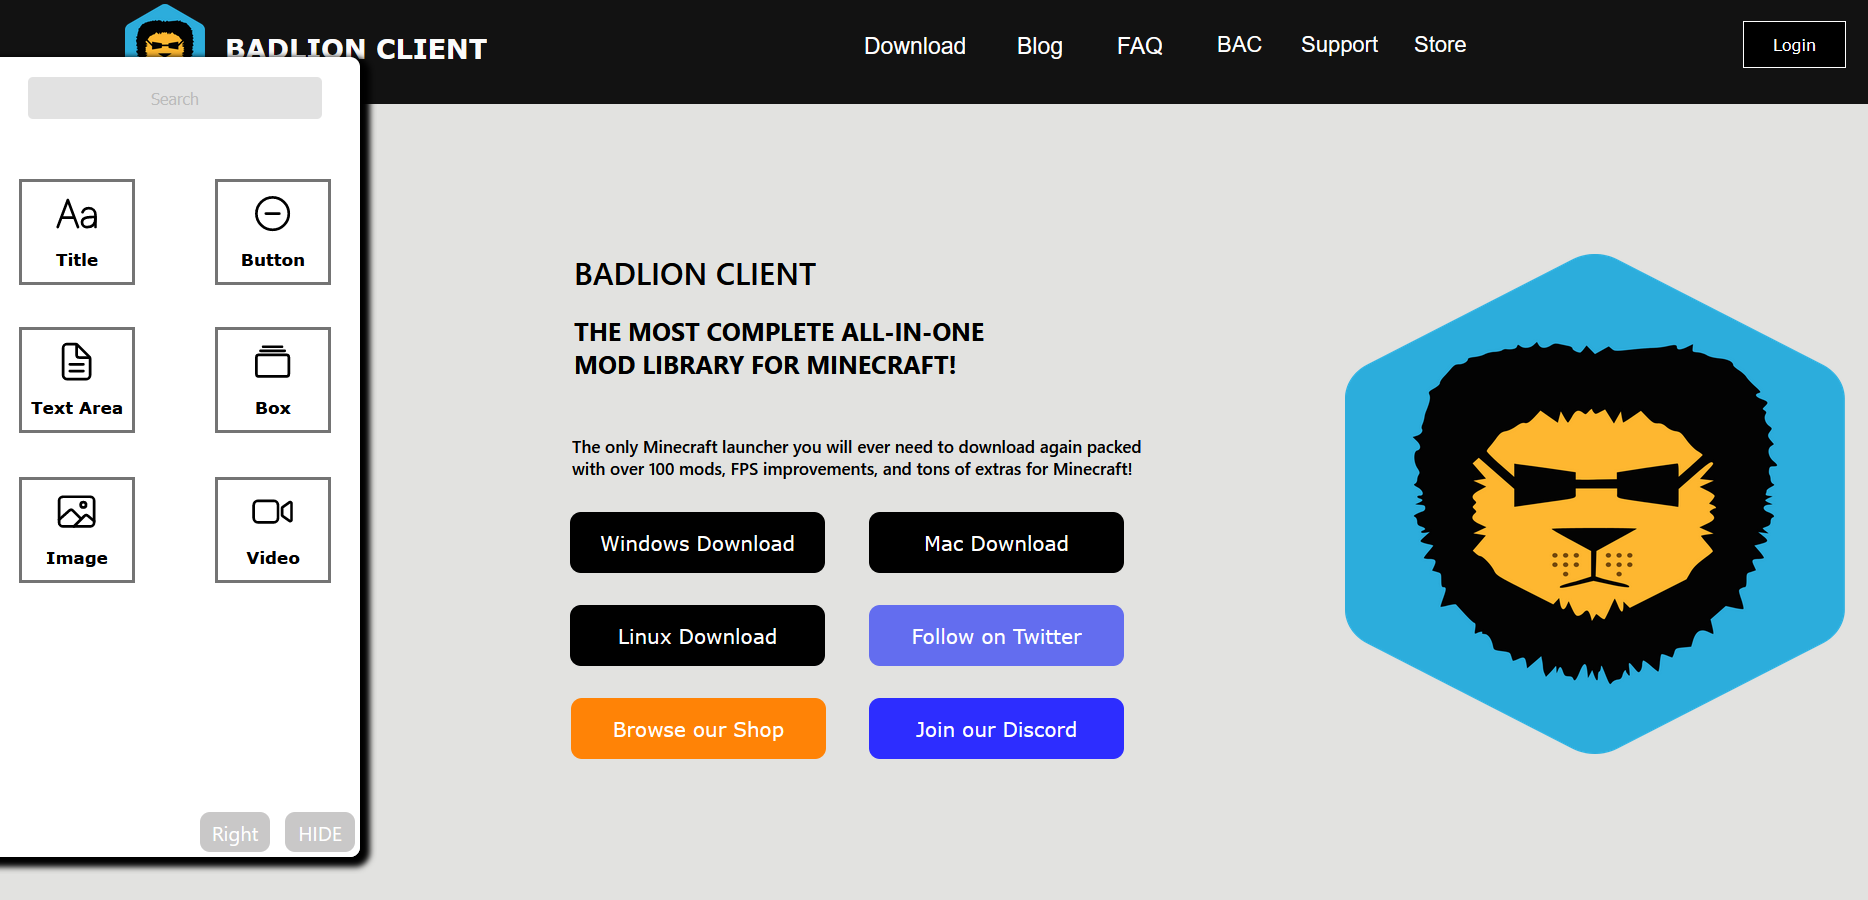 BADLION CLIENT
Download
Blog
FAQ
BAC
Support
Store
Login
Search
Aa
Title
Button
Text Area
Box
Image
Video
Right
HIDE
BADLION CLIENT
THE MOST COMPLETE ALL-IN-ONE
MOD LIBRARY FOR MINECRAFT!
The only Minecraft launcher you will ever need to download again packed
with over 100 mods, FPS improvements, and tons of extras for Minecraft!
Windows Download
Mac Download
Linux Download
Follow on Twitter
Browse our Shop
Join our Discord